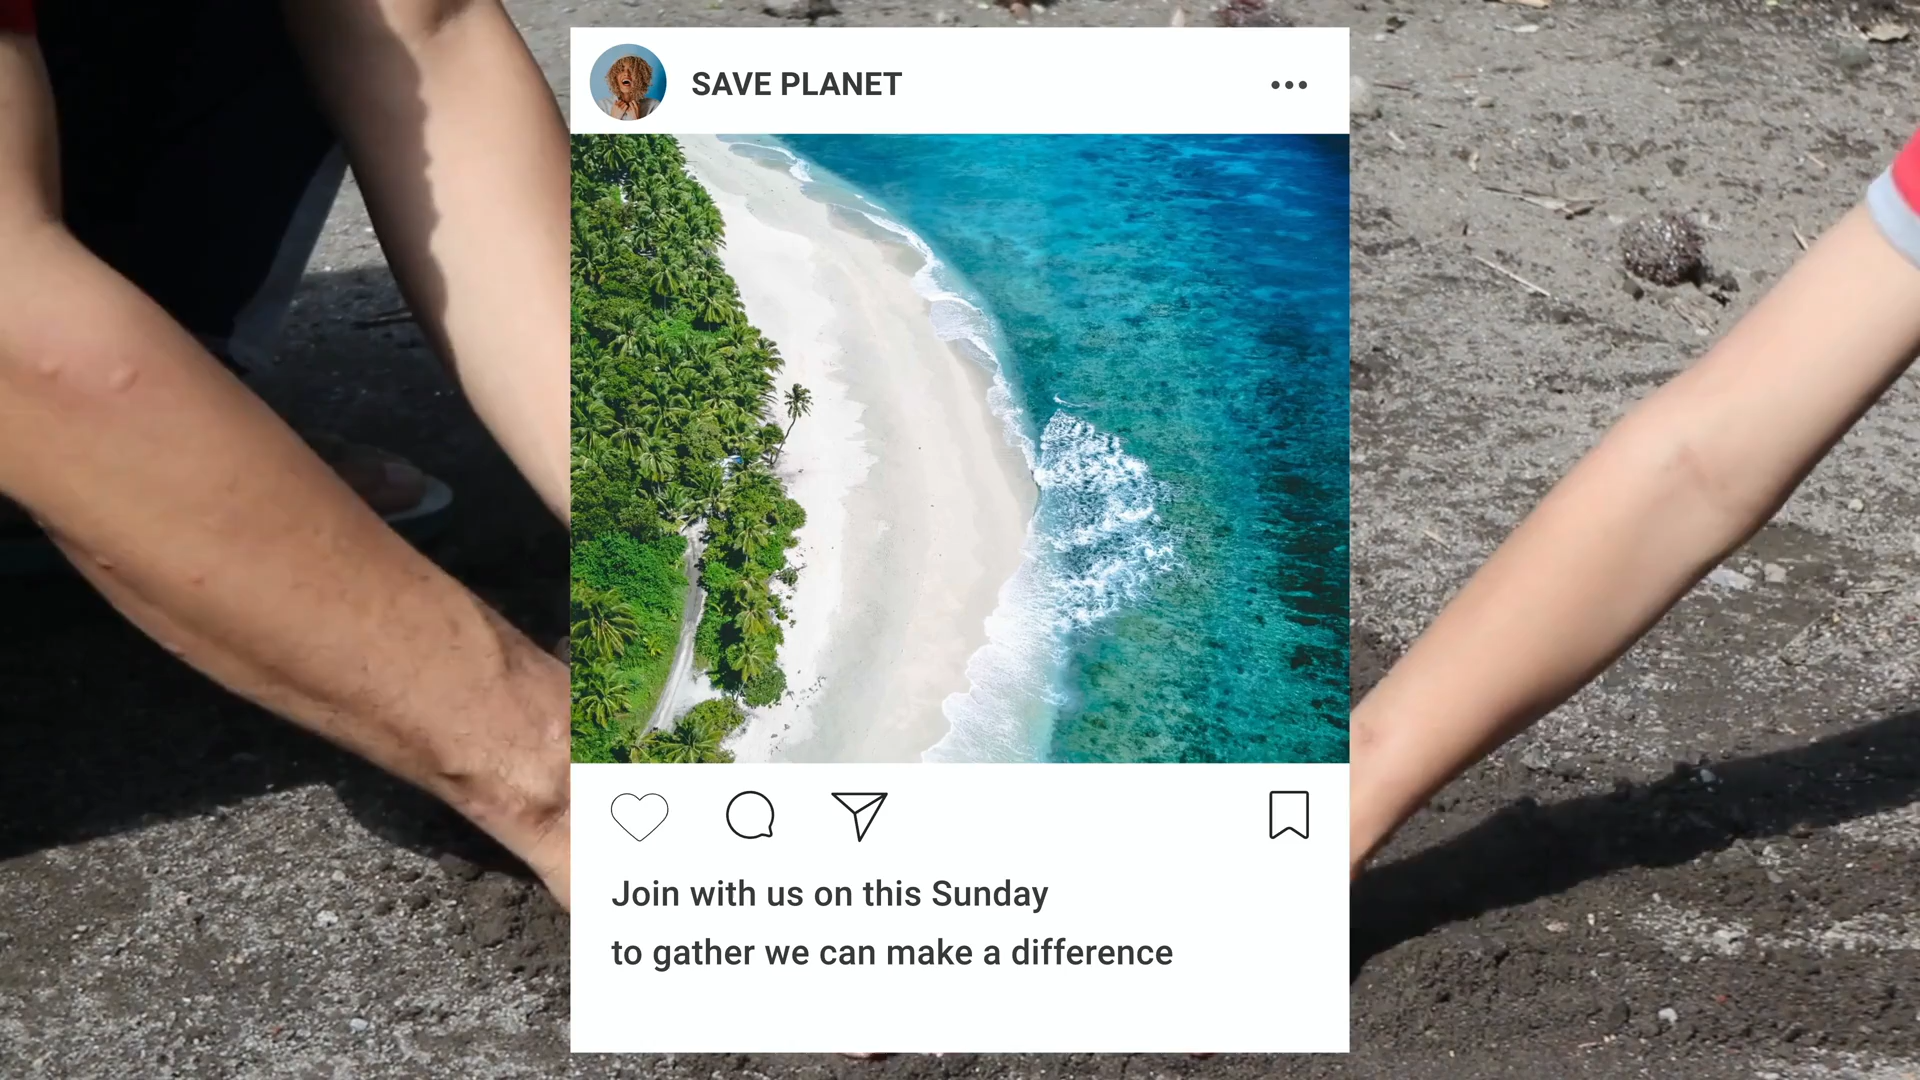 SAVE PLANET
Join with us on this Sunday
to gather we can make a difference